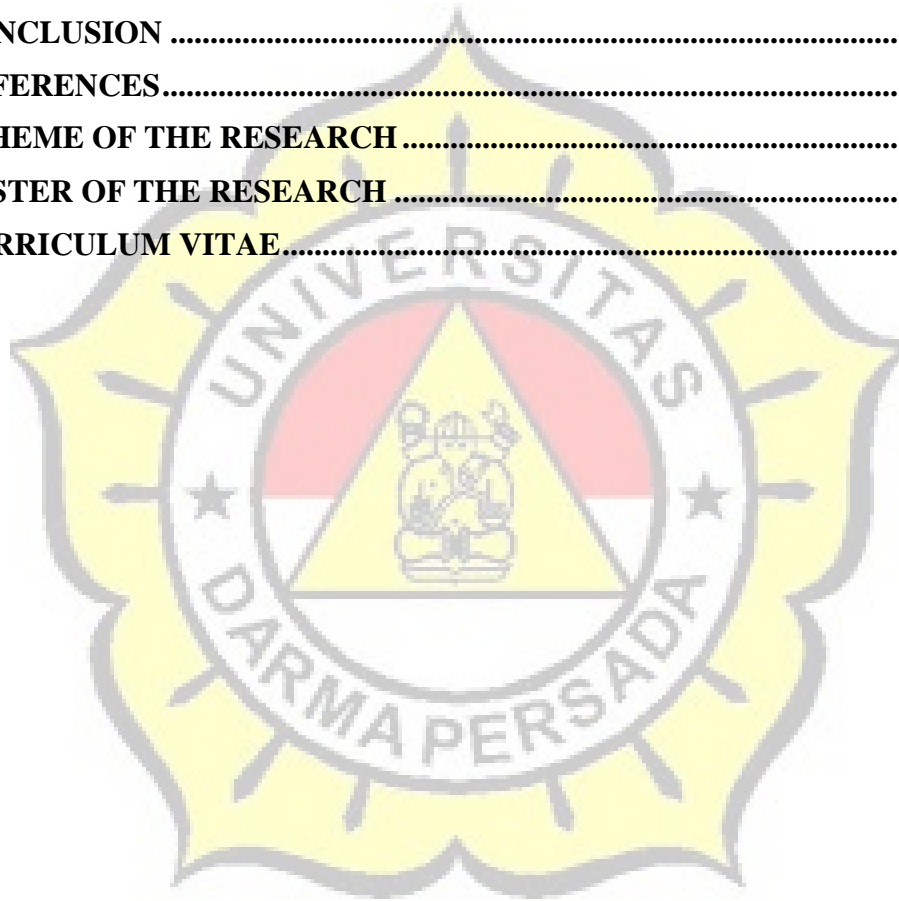 NCLUSION ........................................................................................
FERENCES.........................................................................................
HEME OF THE RESEARCH ..............................................................
STER OF THE RESEARCH ...............................................................
RRICULUM VITAE.............................................................................
UNIVERSITAS
DARMA PERSADA